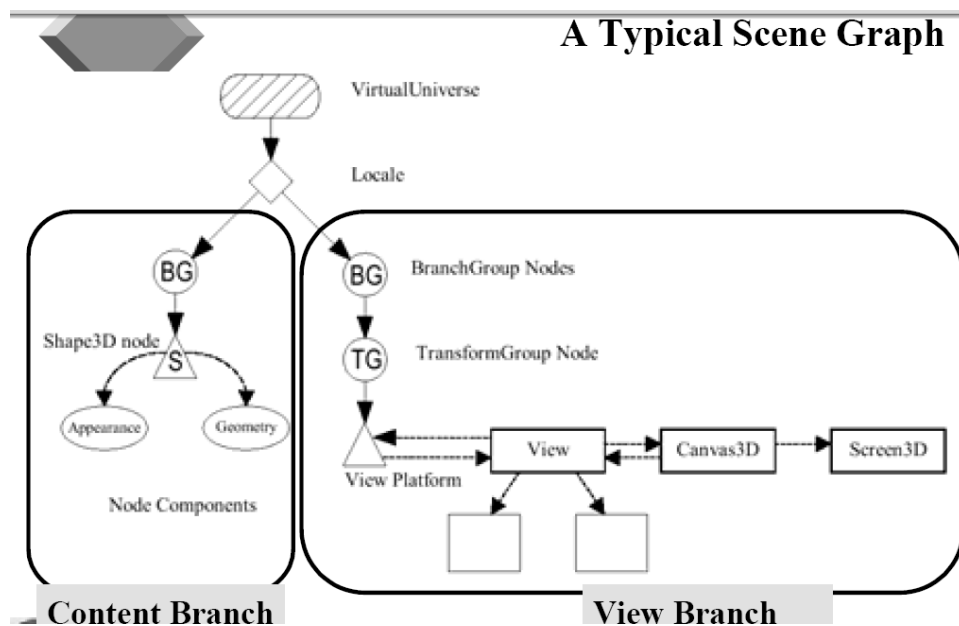 A Typical Scene Graph
VirtualUniverse
Locale
BG
BG
BranchGroup Nodes
Shape3D node
S
TG
TransformGroup Node
Appearance
Geometry
View
Canvas3D
Screen3D
View Platform
Node Components
Content Branch
View Branch